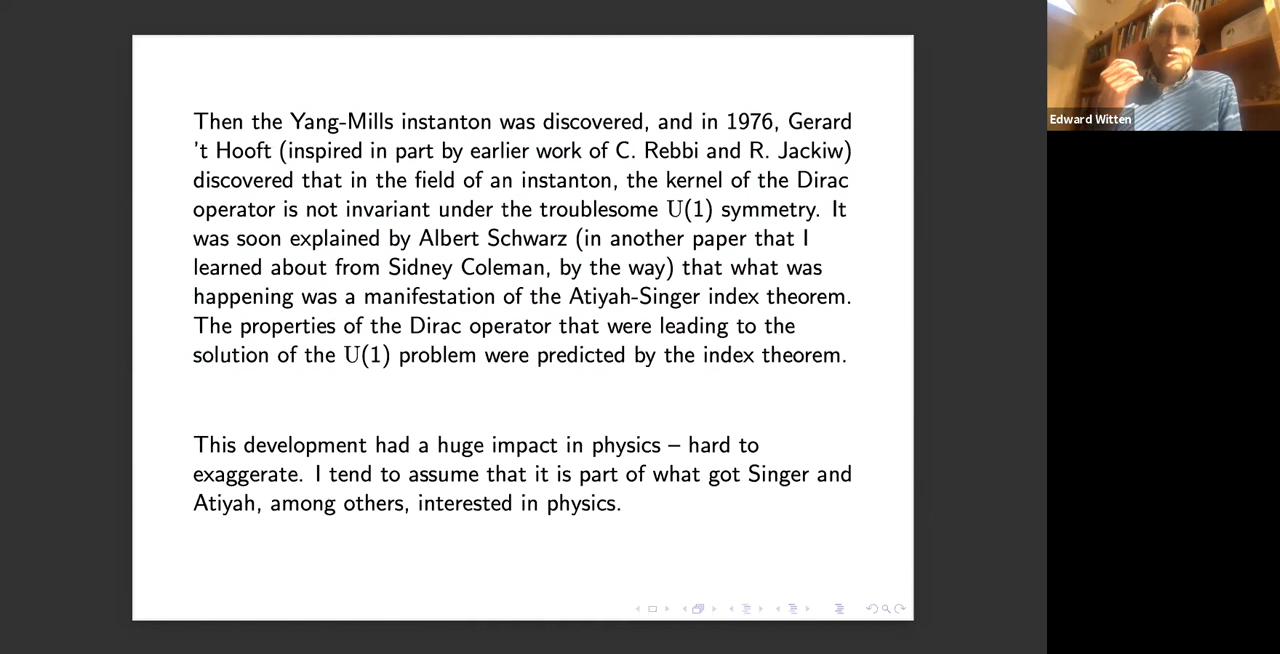 Then the Yang-Mills instanton was discovered, and in 1976, Gerard
't Hooft (inspired in part by earlier work of C. Rebbi and R. Jackiw)
discovered that in the field of an instanton, the kernel of the Dirac
operator is not invariant under the troublesome U(1) symmetry. It
was soon explained by Albert Schwarz (in another paper that I
learned about from Sidney Coleman, by the way) that what was
happening was a manifestation of the Atiyah-Singer index theorem.
The properties of the Dirac operator that were leading to the
solution of the U(1) problem were predicted by the index theorem.
This development had a huge impact in physics – hard to
exaggerate. I tend to assume that it is part of what got Singer and
Atiyah, among others, interested in physics.
Edward Witten